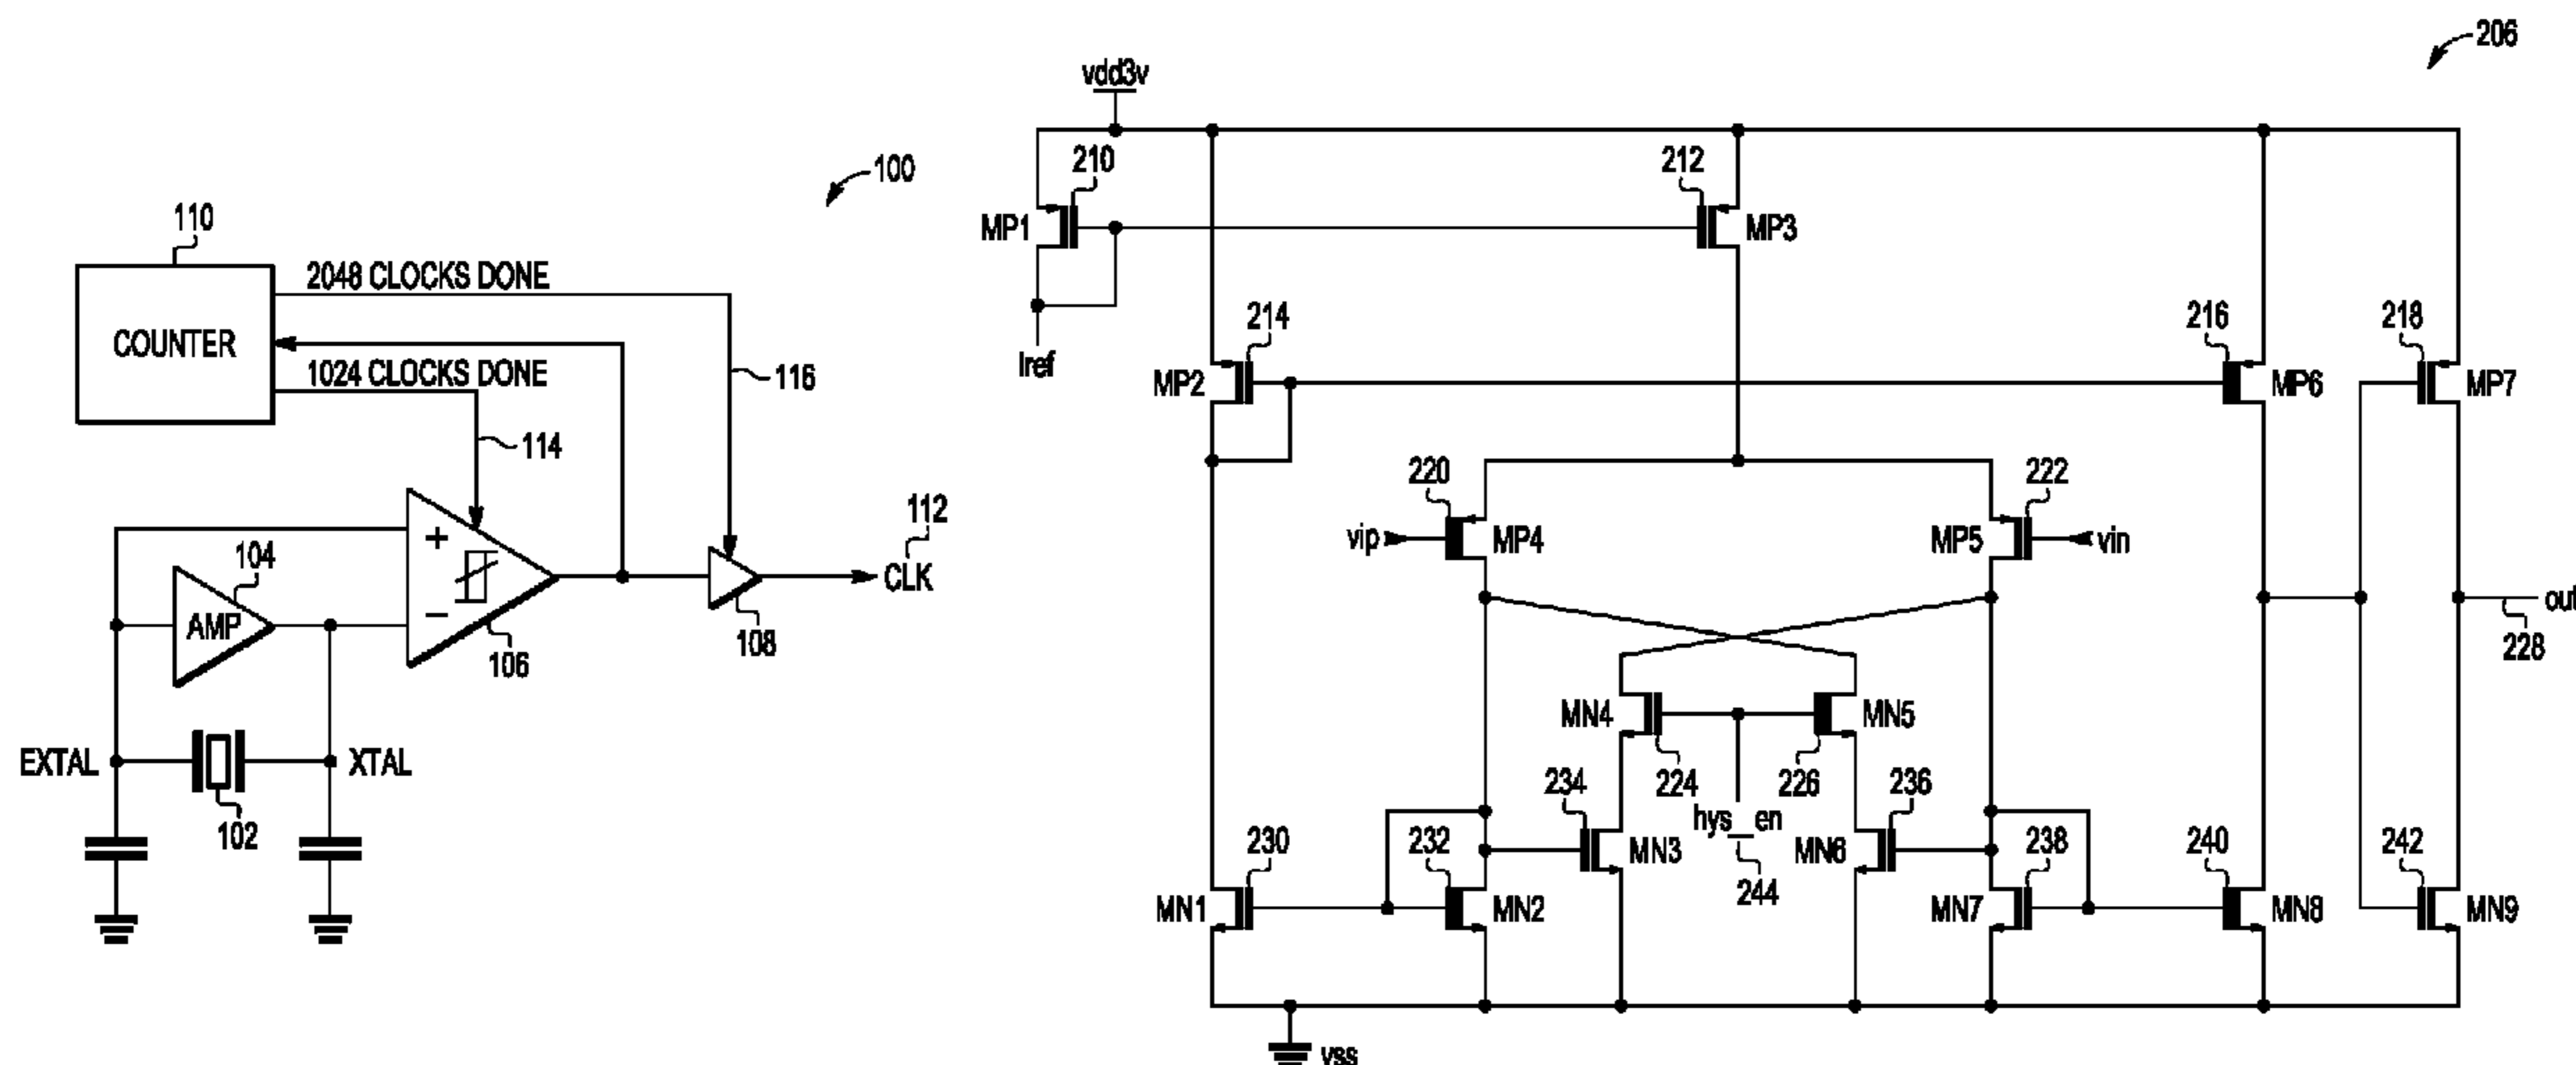 100
110
COUNTER
2048 CLOCKS DONE
1024 CLOCKS DONE
116
114
104
AMP
+
−
106
108
112
CLK
EXTAL
XTAL
102
206
vdd3v
210
MP1
212
MP3
Iref
214
MP2
216
MP6
218
MP7
220
vip
MP4
222
MP5
vin
out
228
MN4
224
MN5
226
hys_en
244
234
MN3
236
MN6
230
MN1
232
MN2
238
MN7
240
MN8
242
MN9
vss